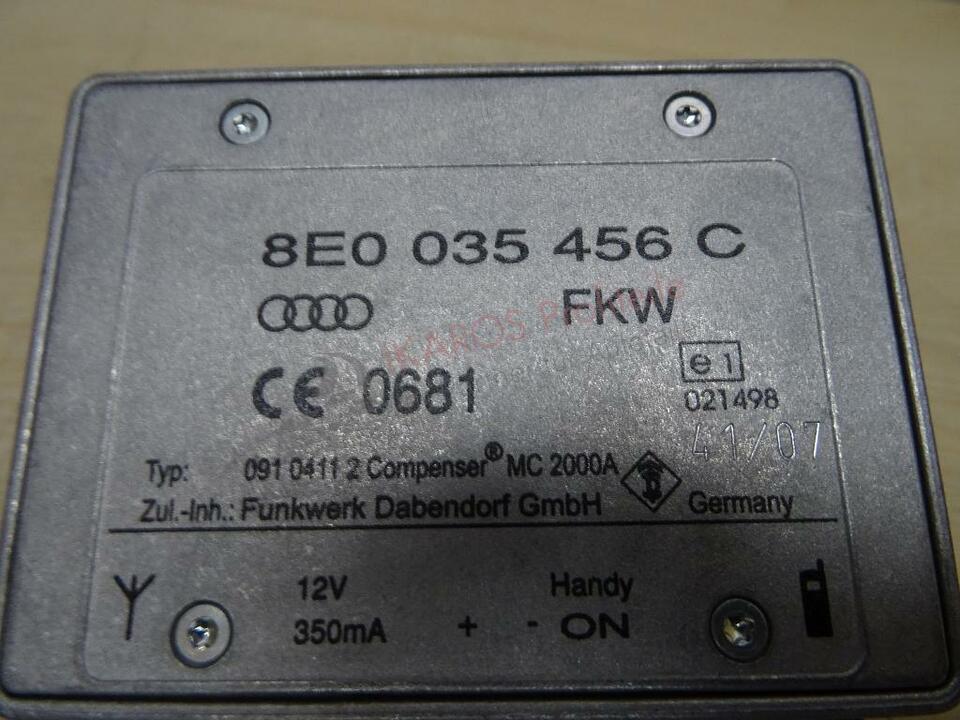 8E0 035 456 C
FKW
IKAROS
CE 0681
e1
021498
41/07
Typ: 091 0411 2 Compenser® MC 2000A
Zul.-Inh.: Funkwerk Dabendorf GmbH Germany
12V Handy
350mA + - ON